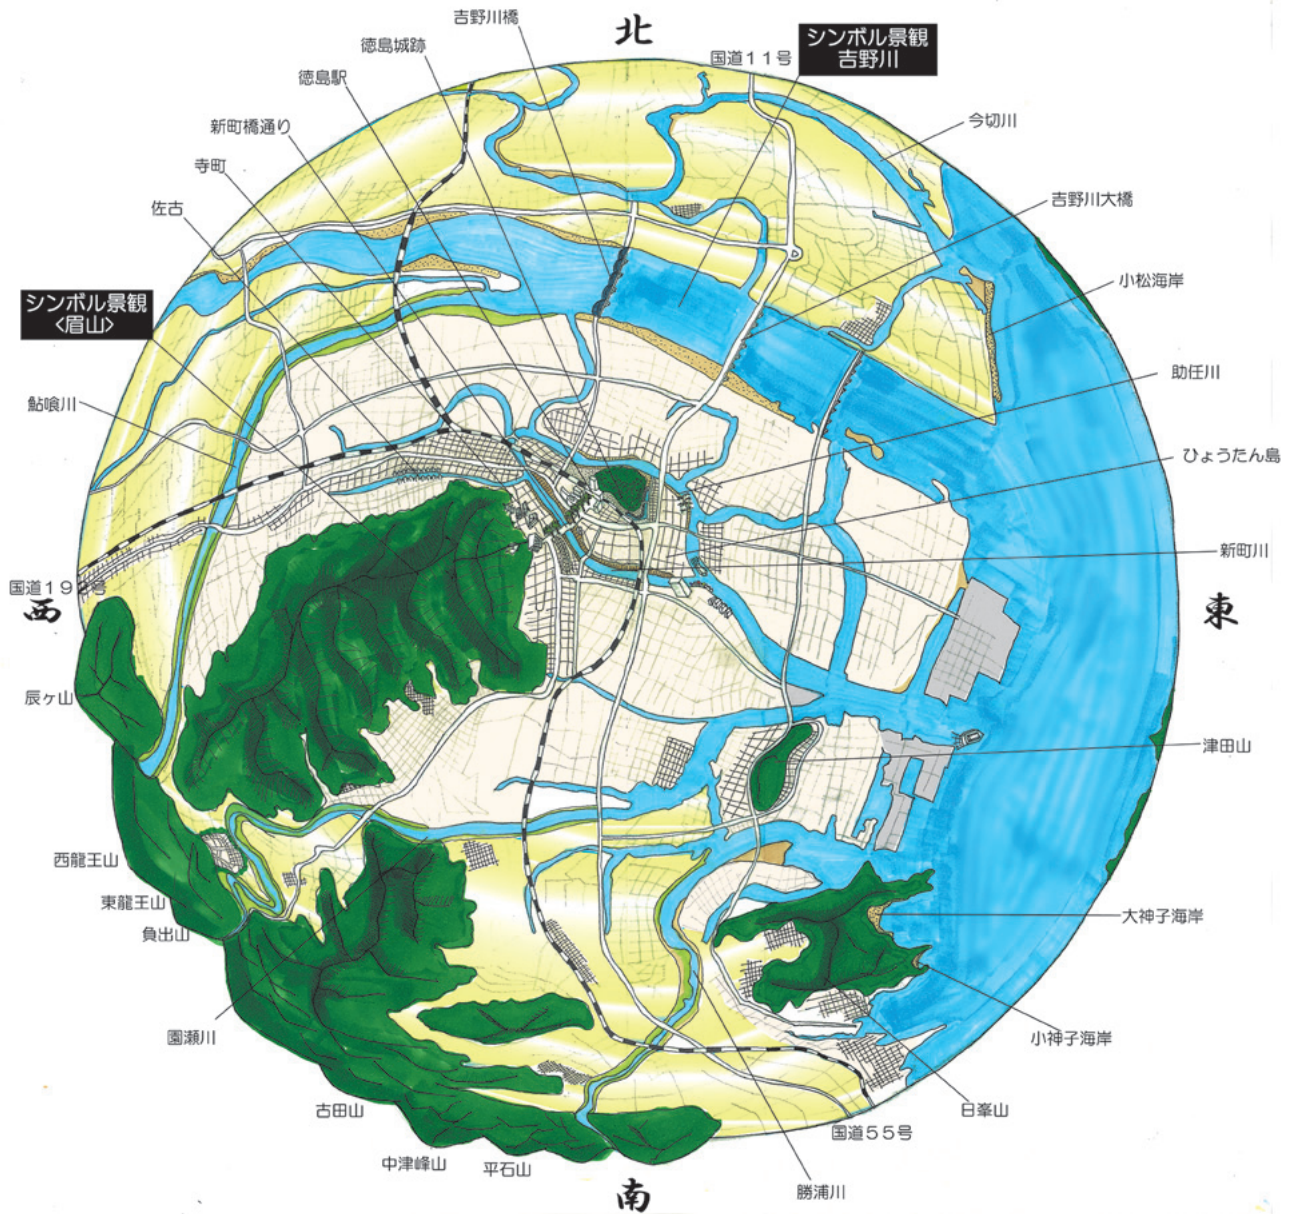 吉野川橋
北
シンボル景観
吉野川
徳島城跡
国道11号
徳島駅
新町橋通り
今切川
寺町
吉野川大橋
佐古
小松海岸
シンボル景観
<眉山>
助任川
鮎喰川
ひょうたん島
新町川
国道192号
西
東
辰ヶ山
津田山
西龍王山
東龍王山
大神子海岸
負出山
園瀬川
小神子海岸
古田山
日峯山
国道55号
中津峰山
平石山
勝浦川
南